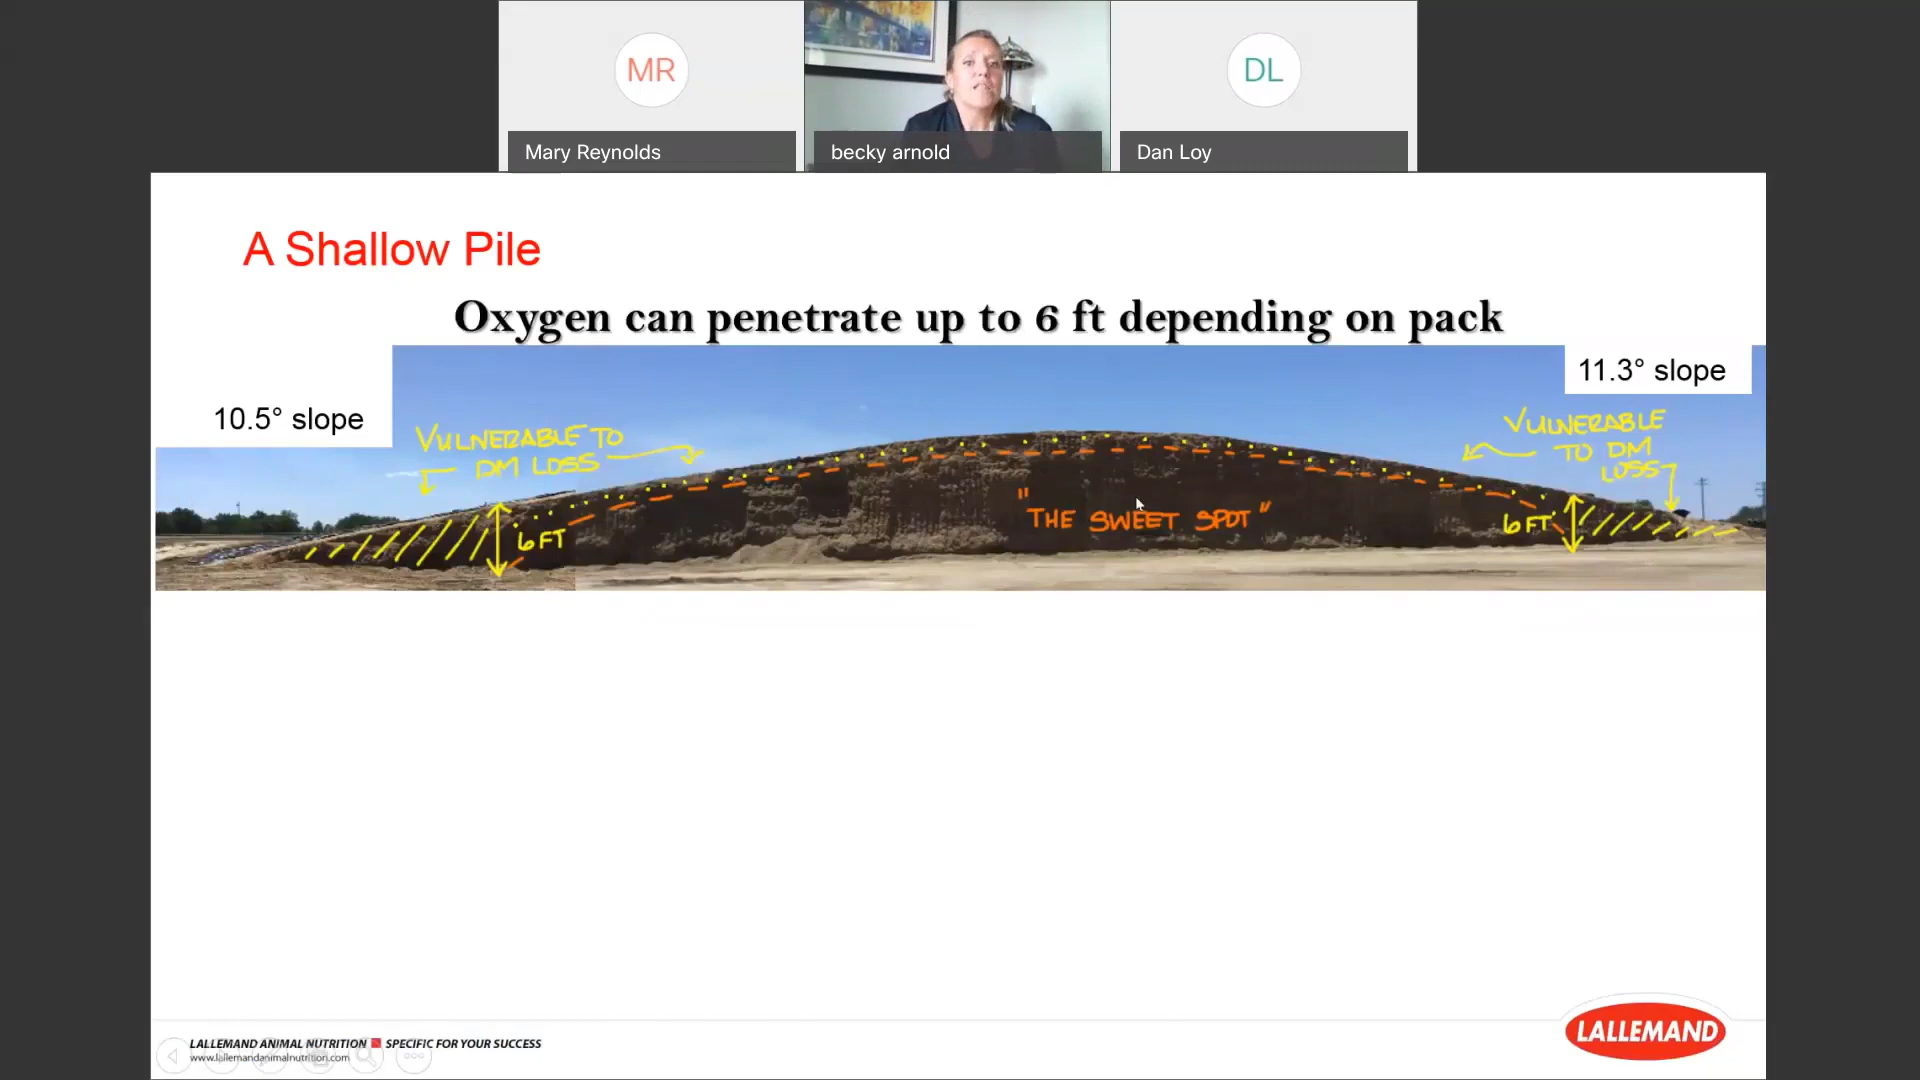 MR
DL
Mary Reynolds
becky arnold
Dan Loy
A Shallow Pile
Oxygen can penetrate up to 6 ft depending on pack
10.5° slope
11.3° slope
VULNERABLE TO
DM LOSS
VULNERABLE
TO DM
LOSS
6 FT
"THE SWEET SPOT"
6 FT
LALLEMAND ANIMAL NUTRITION SPECIFIC FOR YOUR SUCCESS
www.lallemandanimalnutrition.com
LALLEMAND